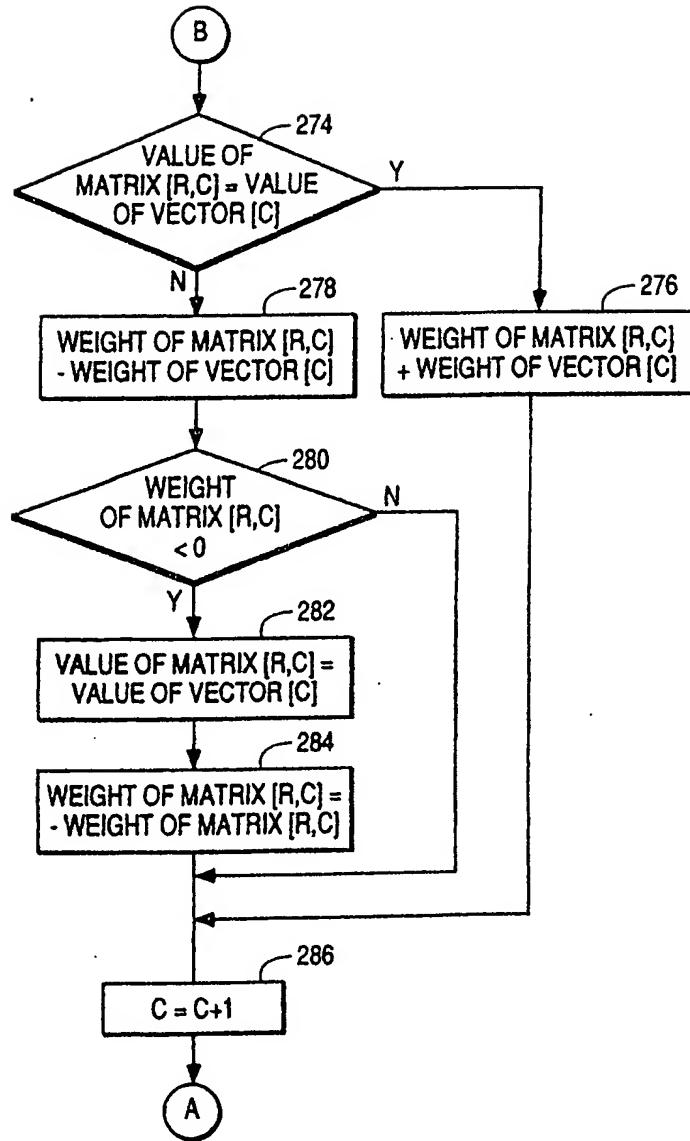 B
274
VALUE OF
MATRIX [R,C] = VALUE
OF VECTOR [C]
Y
N
278
WEIGHT OF MATRIX [R,C]
- WEIGHT OF VECTOR [C]
276
WEIGHT OF MATRIX [R,C]
+ WEIGHT OF VECTOR [C]
280
WEIGHT
OF MATRIX [R,C]
< 0
N
Y
282
VALUE OF MATRIX [R,C] =
VALUE OF VECTOR [C]
284
WEIGHT OF MATRIX [R,C] =
- WEIGHT OF MATRIX [R,C]
286
C = C+1
A